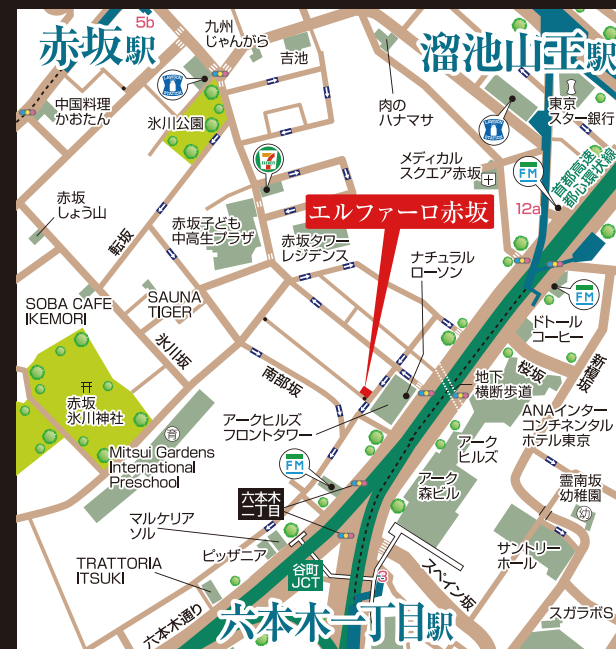 5b
赤坂駅
九州
じゃんがら
吉池
溜池山王駅
中国料理
かおたん
LAWSON
STATION
氷川公園
肉の
ハナマサ
LAWSON
STATION
東京
スター銀行
7
ELEVEN
メディカル
スクエア赤坂
FM
首都高速
都心環状線
赤坂
しょう山
転坂
赤坂子ども
中高生プラザ
赤坂タワー
レジデンス
エルファーロ赤坂
12a
ナチュラル
ローソン
SOBA CAFE
IKEMORI
SAUNA
TIGER
FM
ドトール
コーヒー
氷川坂
南部坂
桜坂
新榎坂
地下
横断歩道
赤坂
氷川神社
アークヒルズ
フロントタワー
ANAインター
コンチネンタル
ホテル東京
育
Mitsui Gardens
International
Preschool
アーク
ヒルズ
FM
アーク
森ビル
霊南坂
幼稚園
幼
六本木
二丁目
マルケリア
ソル
ピッザニア
サントリー
ホール
TRATTORIA
ITSUKI
谷町
JCT
3
スペイン坂
六本木通り
六本木一丁目駅
スガラボS